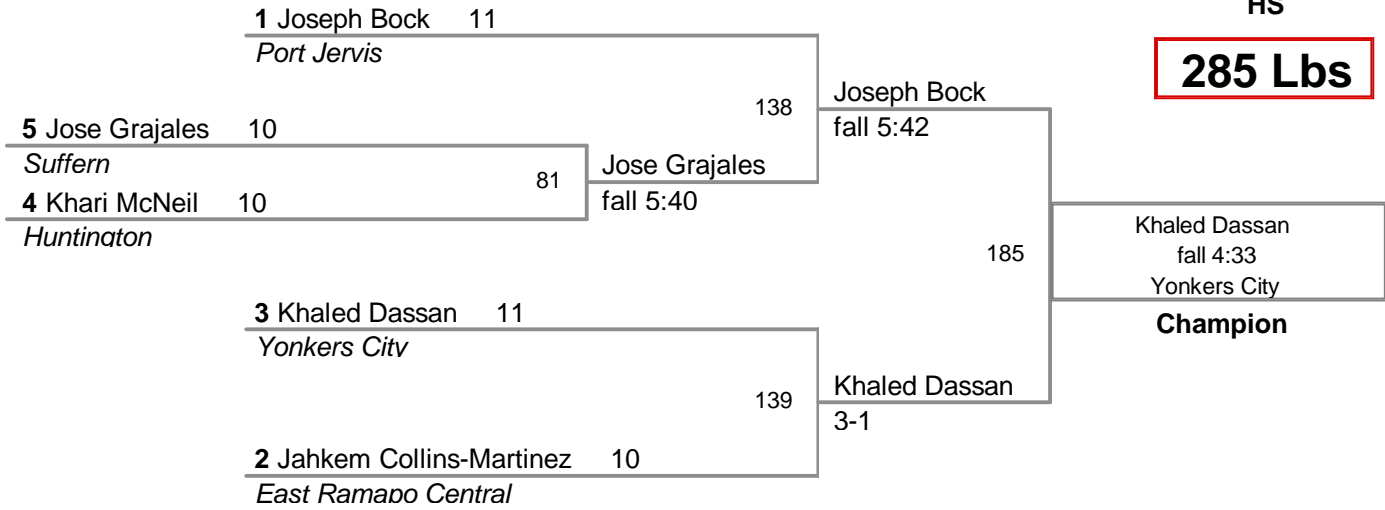 HS
1 Joseph Bock 11
Port Jervis
285 Lbs
138
Joseph Bock
fall 5:42
5 Jose Grajales 10
Suffern
81
Jose Grajales
fall 5:40
4 Khari McNeil 10
Huntington
185
Khaled Dassan
fall 4:33
Yonkers City
Champion
3 Khaled Dassan 11
Yonkers City
139
Khaled Dassan
3-1
2 Jahkem Collins-Martinez 10
East Ramapo Central